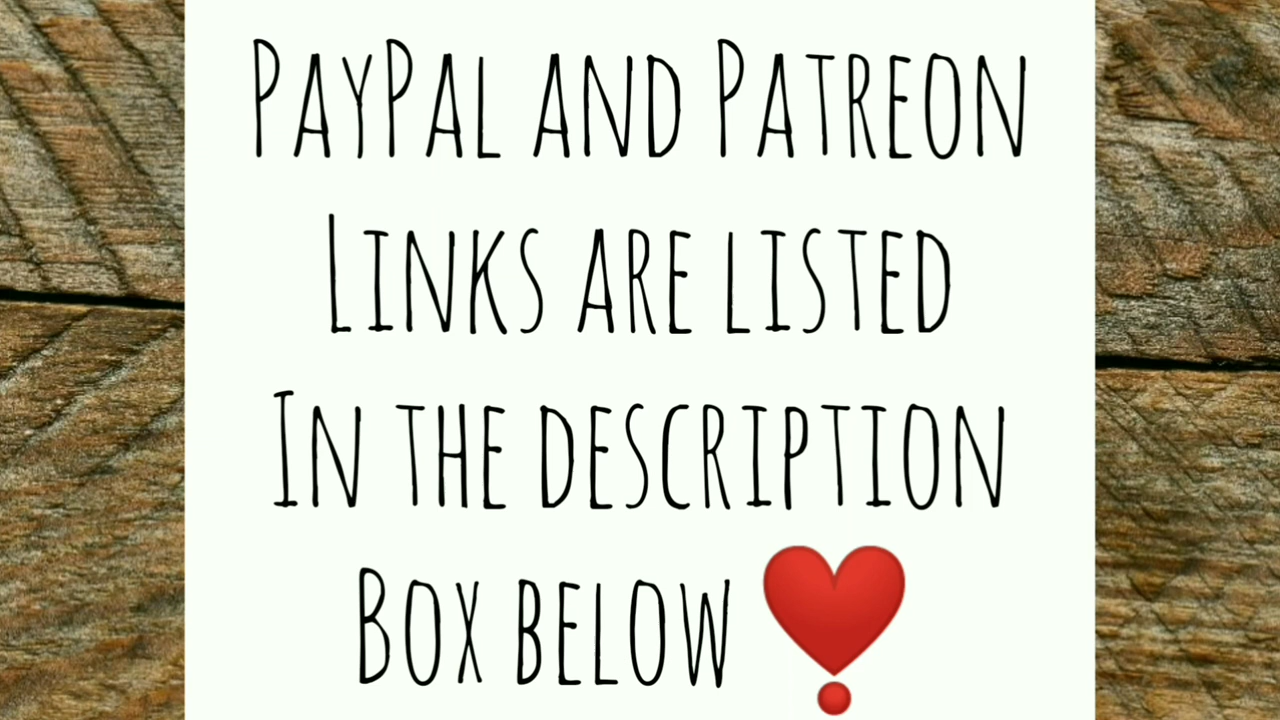 PayPal and Patreon
Links are listed
In the description
Box below ❣